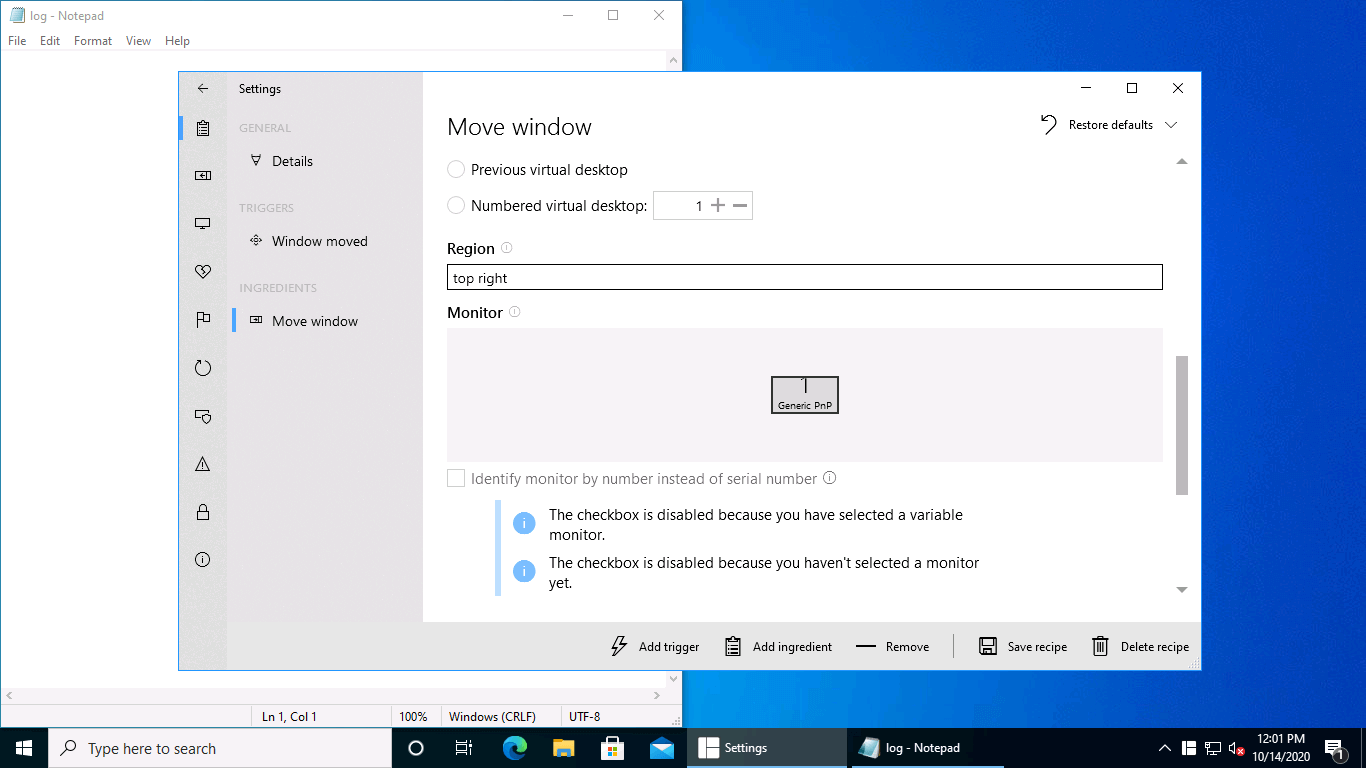 log - Notepad
File Edit Format View Help
Settings
GENERAL
Details
TRIGGERS
Window moved
INGREDIENTS
Move window
Move window
Restore defaults
Previous virtual desktop
Numbered virtual desktop: 1
Region
top right
Monitor
1
Generic PnP
Identify monitor by number instead of serial number
The checkbox is disabled because you have selected a variable
monitor.
The checkbox is disabled because you haven't selected a monitor
yet.
Add trigger Add ingredient Remove Save recipe Delete recipe
Ln 1, Col 1 100% Windows (CRLF) UTF-8
Type here to search
Settings
log - Notepad
12:01 PM
10/14/2020
1